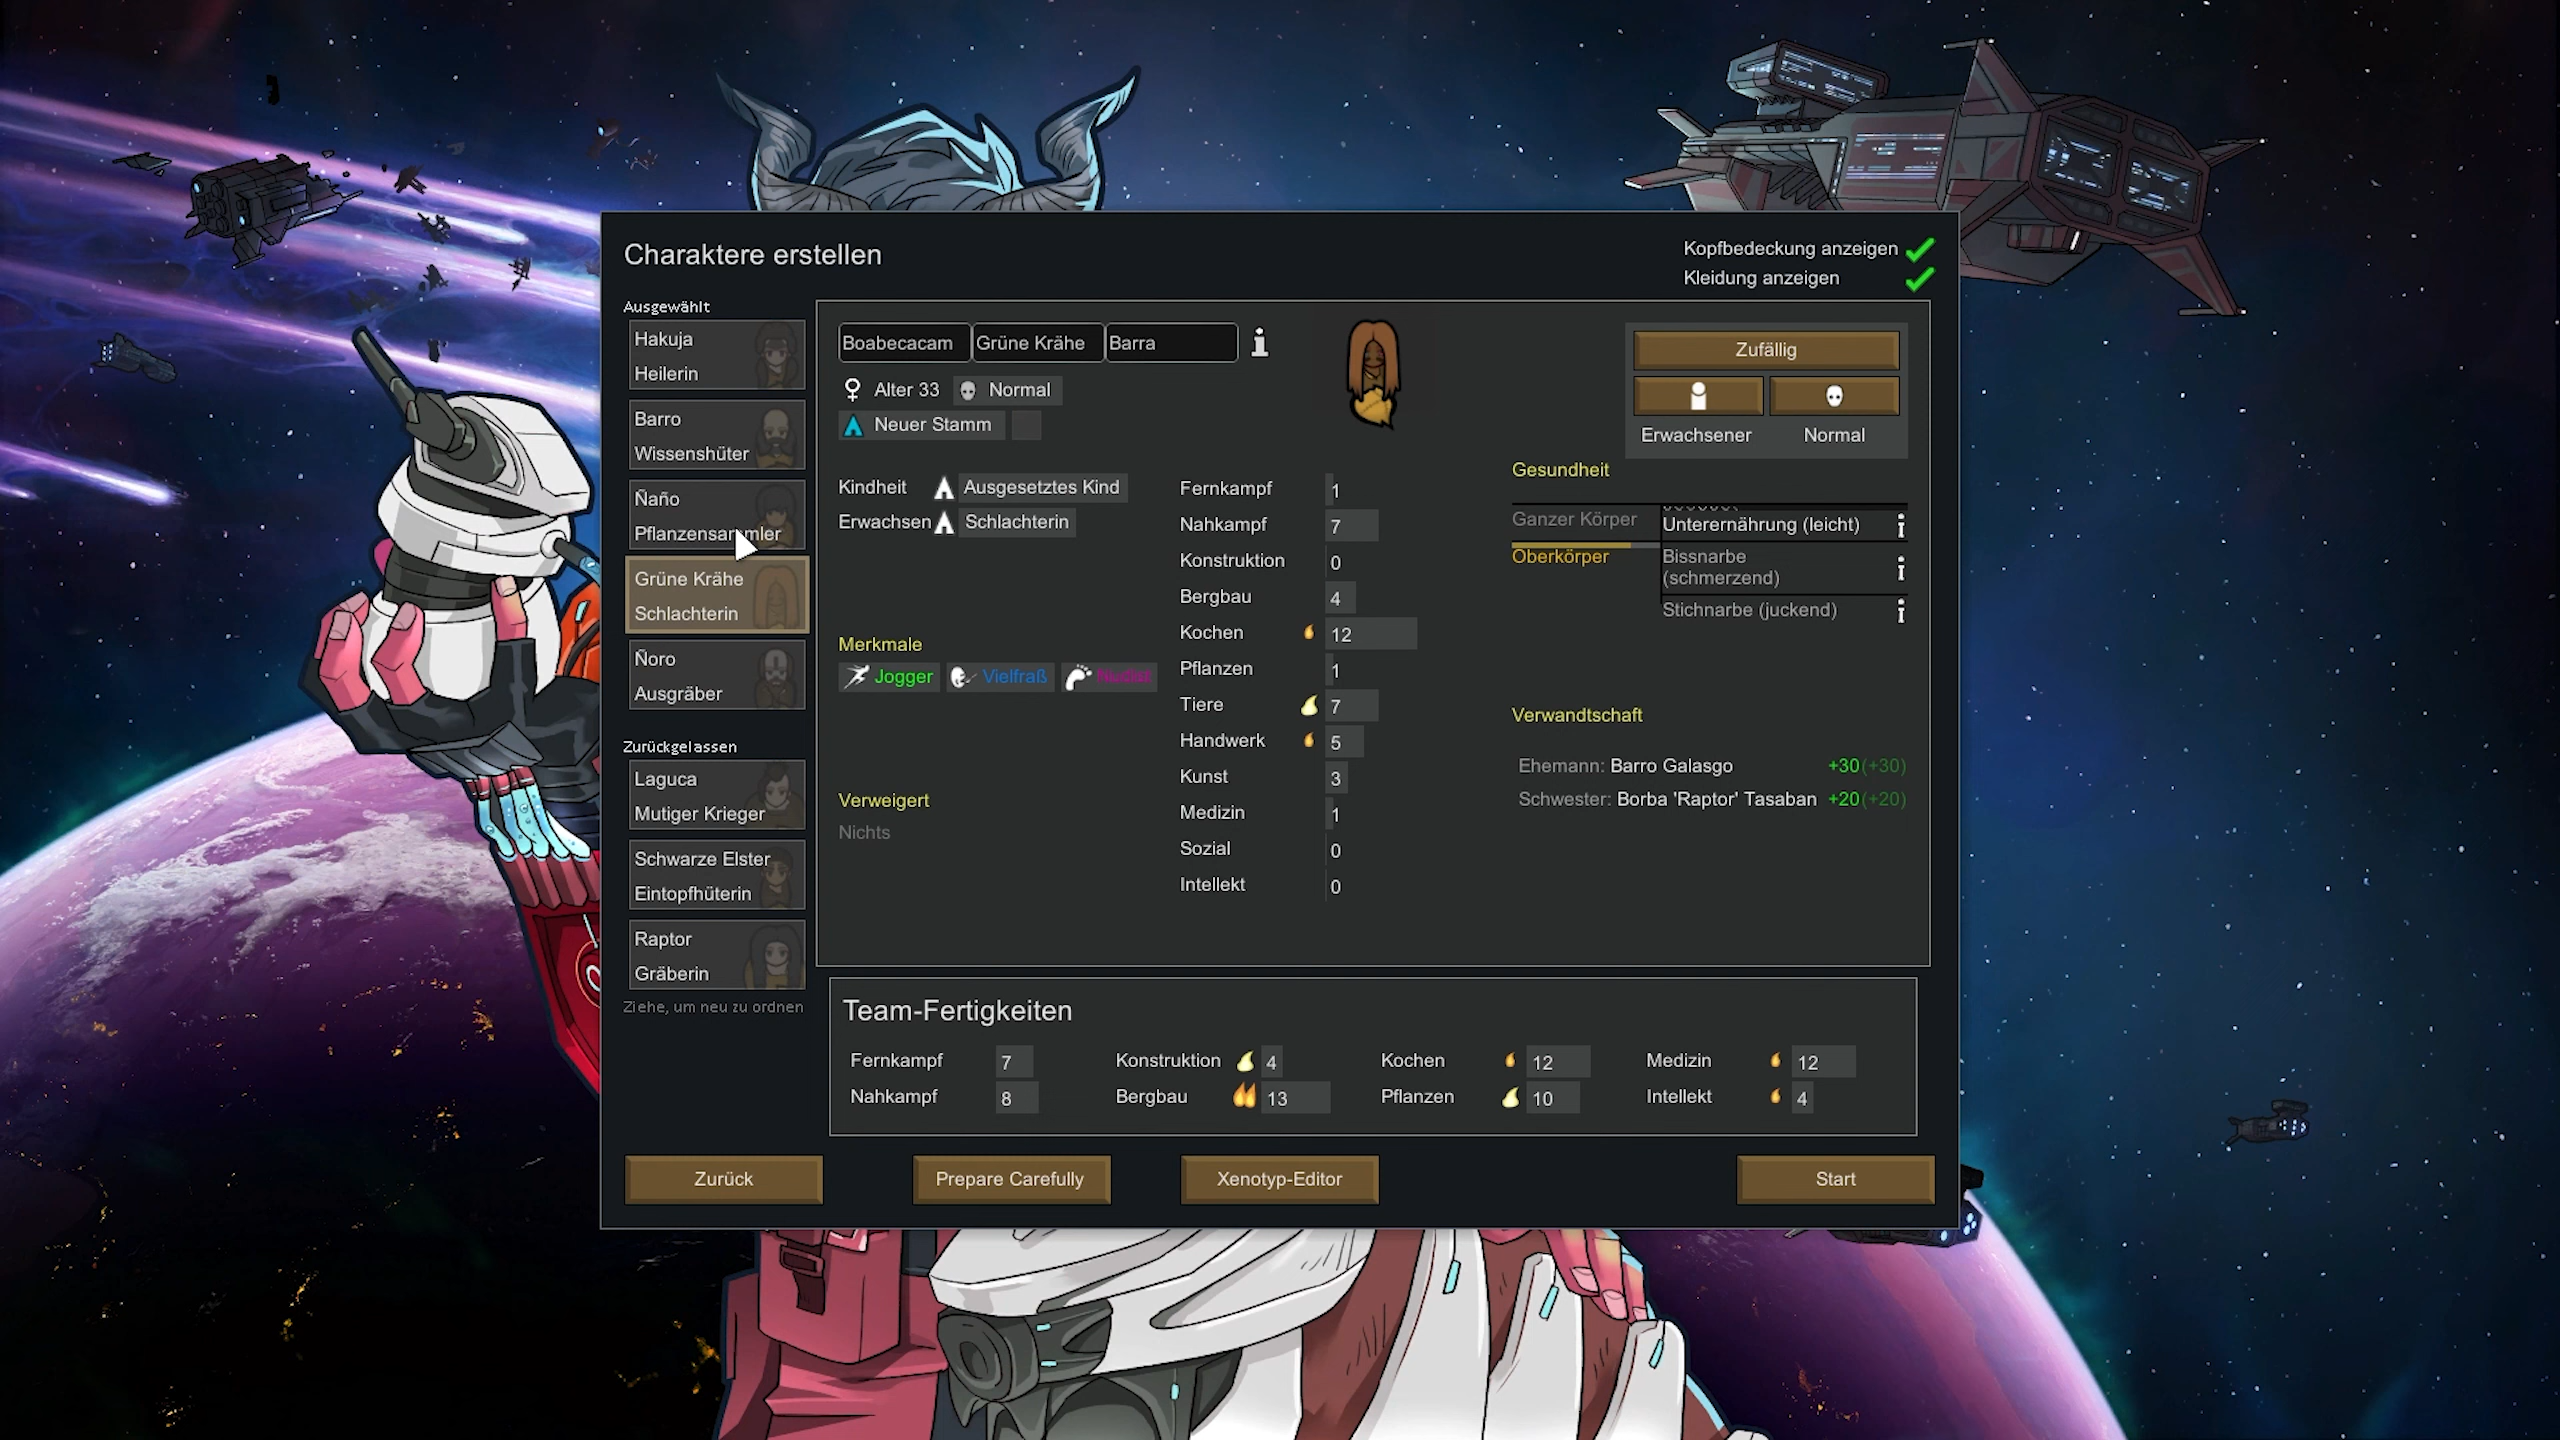 Charaktere erstellen
Kopfbedeckung anzeigen
Kleidung anzeigen
Ausgewählt
Hakuja
Heilerin
Barro
Wissenshüter
Ñaño
Pflanzensammler
Grüne Krähe
Schlachterin
Ñoro
Ausgräber
Zurückgelassen
Laguca
Mutiger Krieger
Schwarze Elster
Eintopfhüterin
Raptor
Gräberin
Ziehe, um neu zu ordnen
Boabecacam Grüne Krähe Barra
Alter 33 Normal
Neuer Stamm
Kindheit Ausgesetztes Kind
Erwachsen Schlachterin
Merkmale
Jogger Vielfraß Nudist
Verweigert
Nichts
Fernkampf 1
Nahkampf 7
Konstruktion 0
Bergbau 4
Kochen 12
Pflanzen 1
Tiere 7
Handwerk 5
Kunst 3
Medizin 1
Sozial 0
Intellekt 0
Zufällig
Erwachsener Normal
Gesundheit
Ganzer Körper Unterernährung (leicht)
Oberkörper Bissnarbe
(schmerzend)
Stichnarbe (juckend)
Verwandtschaft
Ehemann: Barro Galasgo +30(+30)
Schwester: Borba 'Raptor' Tasaban +20(+20)
Team-Fertigkeiten
Fernkampf 7 Konstruktion 4 Kochen 12 Medizin 12
Nahkampf 8 Bergbau 13 Pflanzen 10 Intellekt 4
Zurück Prepare Carefully Xenotyp-Editor Start